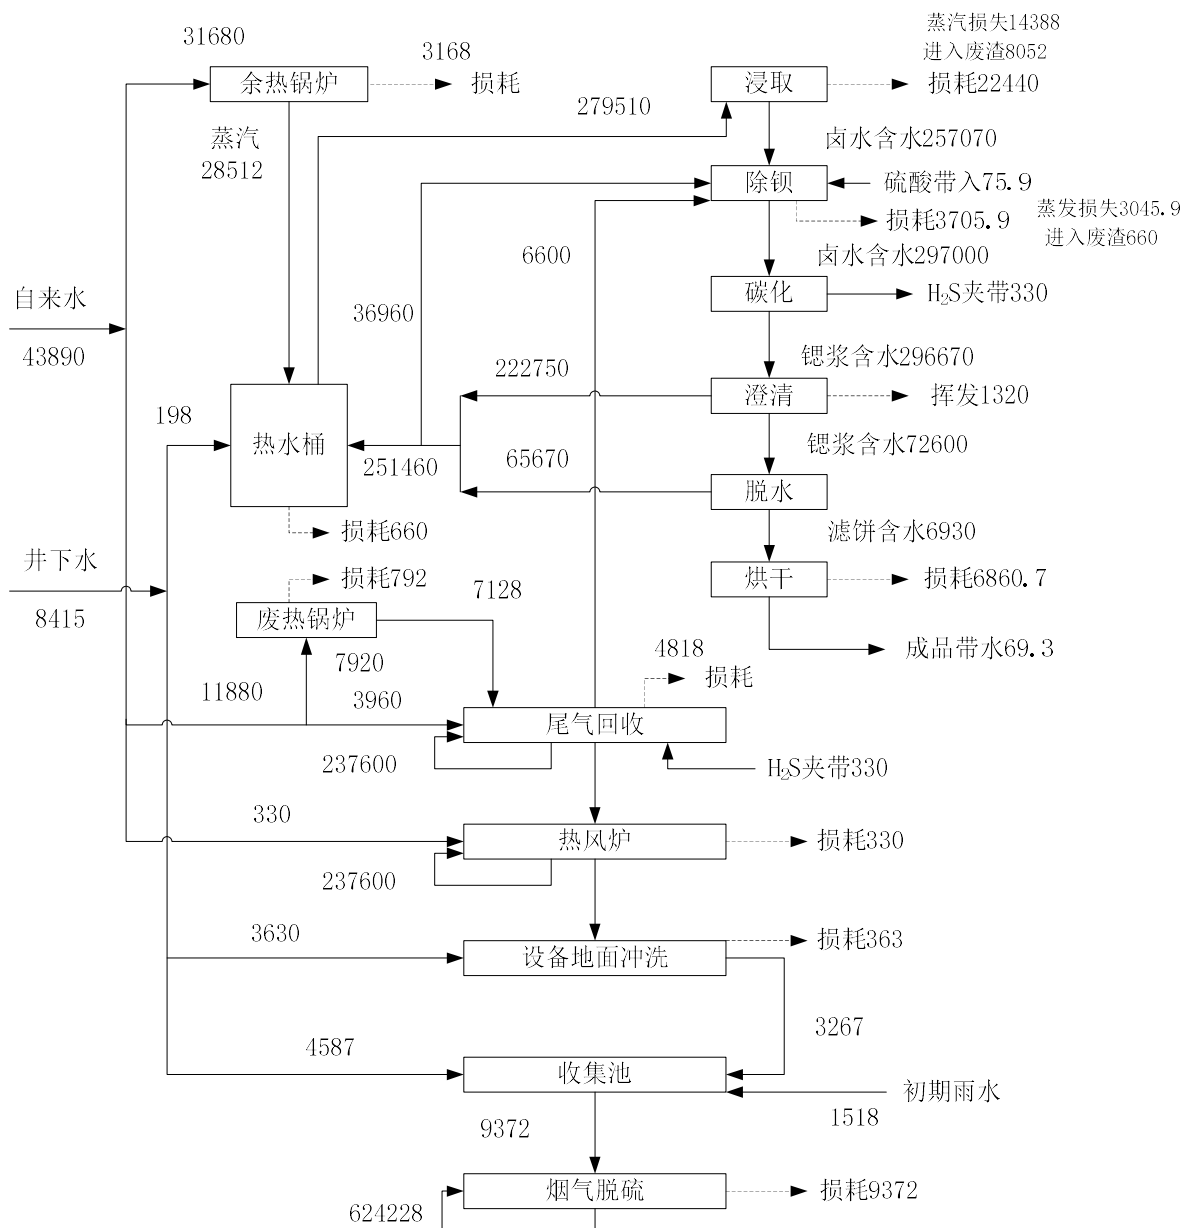 蒸汽损失14388
进入废渣8052
31680
3168
余热锅炉
损耗
浸取
损耗22440
279510
蒸汽
28512
卤水含水257070
除钡
硫酸带入75.9
损耗3705.9
蒸发损失3045.9
进入废渣660
6600
卤水含水297000
碳化
H₂S夹带330
自来水
43890
36960
锶浆含水296670
222750
澄清
挥发1320
198
热水桶
251460
65670
锶浆含水72600
脱水
损耗660
滤饼含水6930
井下水
8415
损耗792
7128
烘干
损耗6860.7
废热锅炉
7920
成品带水69.3
4818
损耗
11880
3960
尾气回收
237600
H₂S夹带330
330
热风炉
损耗330
237600
3630
设备地面冲洗
损耗363
3267
4587
收集池
初期雨水
1518
9372
烟气脱硫
损耗9372
624228